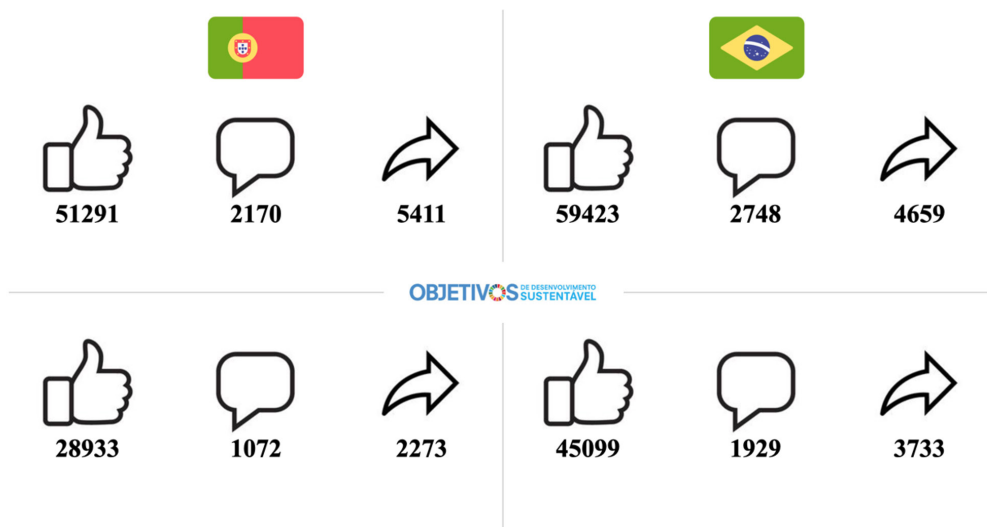 51291 2170 5411 59423 2748 4659
OBJETIVOS DE DESENVOLVIMENTO
SUSTENTÁVEL
28933 1072 2273 45099 1929 3733